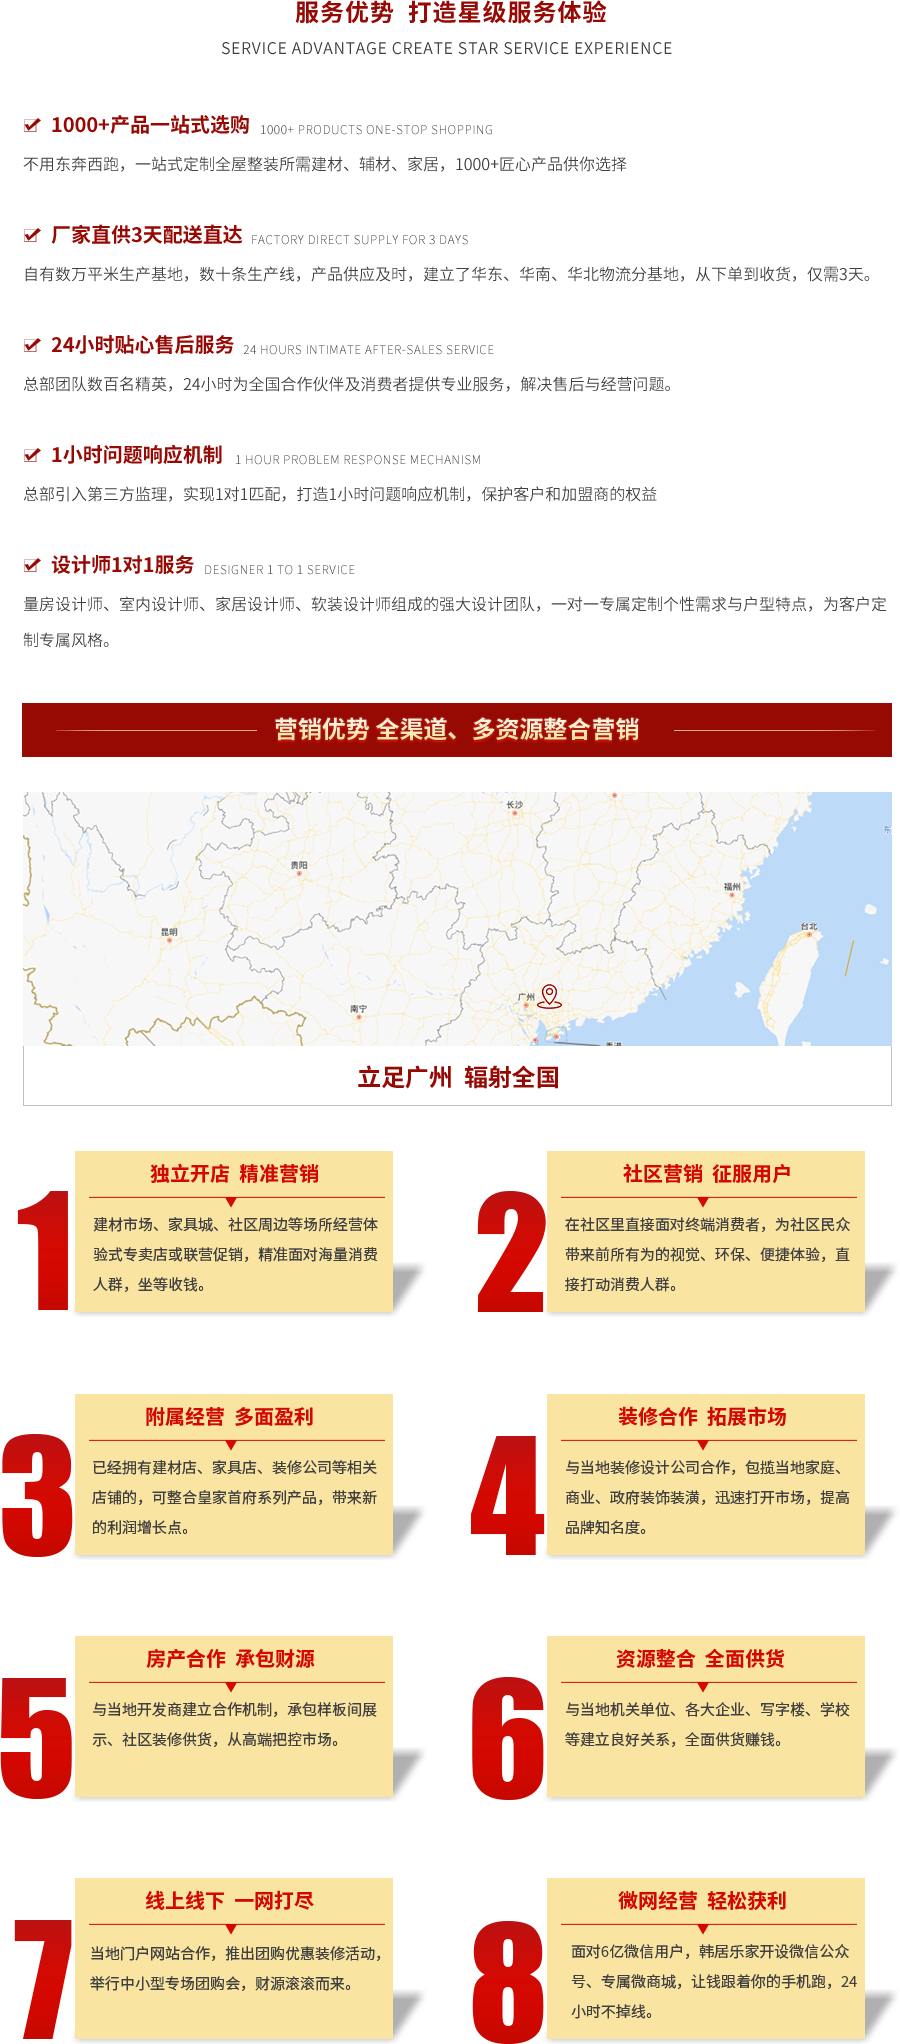 服务优势 打造星级服务体验
SERVICE ADVANTAGE CREATE STAR SERVICE EXPERIENCE
1000+产品一站式选购 1000+ PRODUCTS ONE-STOP SHOPPING
不用东奔西跑，一站式定制全屋整装所需建材、辅材、家居，1000+匠心产品供你选择
厂家直供3天配送直达 FACTORY DIRECT SUPPLY FOR 3 DAYS
自有数万平米生产基地，数十条生产线，产品供应及时，建立了华东、华南、华北物流分基地，从下单到收货，仅需3天。
24小时贴心售后服务 24 HOURS INTIMATE AFTER-SALES SERVICE
总部团队数百名精英，24小时为全国合作伙伴及消费者提供专业服务，解决售后与经营问题。
1小时问题响应机制 1 HOUR PROBLEM RESPONSE MECHANISM
总部引入第三方监理，实现1对1匹配，打造1小时问题响应机制，保护客户和加盟商的权益
设计师1对1服务 DESIGNER 1 TO 1 SERVICE
量房设计师、室内设计师、家居设计师、软装设计师组成的强大设计团队，一对一专属定制个性需求与户型特点，为客户定
制专属风格。
营销优势 全渠道、多资源整合营销
长沙
东
贵阳
福州
昆明
台北
广州
南宁
香港
立足广州 辐射全国
1
独立开店 精准营销
建材市场、家具城、社区周边等场所经营体
验式专卖店或联营促销，精准面对海量消费
人群，坐等收钱。
2
社区营销 征服用户
在社区里直接面对终端消费者，为社区民众
带来前所有为的视觉、环保、便捷体验，直
接打动消费人群。
3
附属经营 多面盈利
已经拥有建材店、家具店、装修公司等相关
店铺的，可整合皇家首府系列产品，带来新
的利润增长点。
4
装修合作 拓展市场
与当地装修设计公司合作，包揽当地家庭、
商业、政府装饰装潢，迅速打开市场，提高
品牌知名度。
5
房产合作 承包财源
与当地开发商建立合作机制，承包样板间展
示、社区装修供货，从高端把控市场。
6
资源整合 全面供货
与当地机关单位、各大企业、写字楼、学校
等建立良好关系，全面供货赚钱。
7
线上线下 一网打尽
当地门户网站合作，推出团购优惠装修活动，
举行中小型专场团购会，财源滚滚而来。
8
微网经营 轻松获利
面对6亿微信用户，韩居乐家开设微信公众
号、专属微商城，让钱跟着你的手机跑，24
小时不掉线。